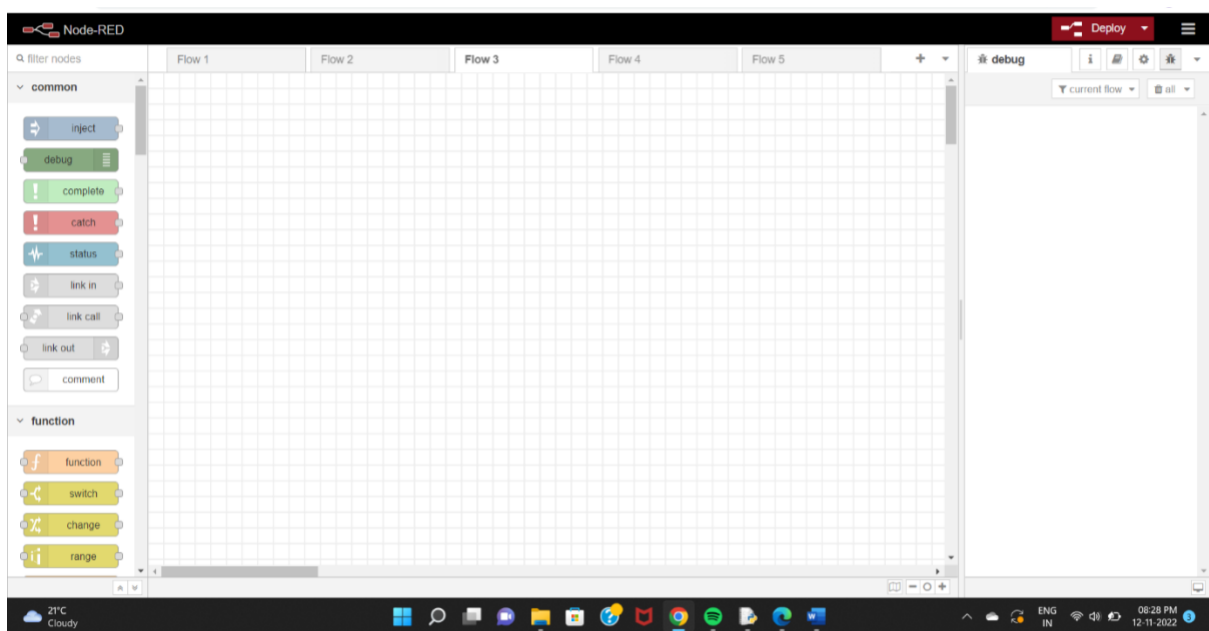 Node-RED
Deploy
filter nodes
Flow 1
Flow 2
Flow 3
Flow 4
Flow 5
debug
i
common
current flow
all
inject
debug
complete
catch
status
link in
link call
link out
comment
function
function
switch
change
range
21°C
Cloudy
ENG
IN
08:28 PM
12-11-2022
3